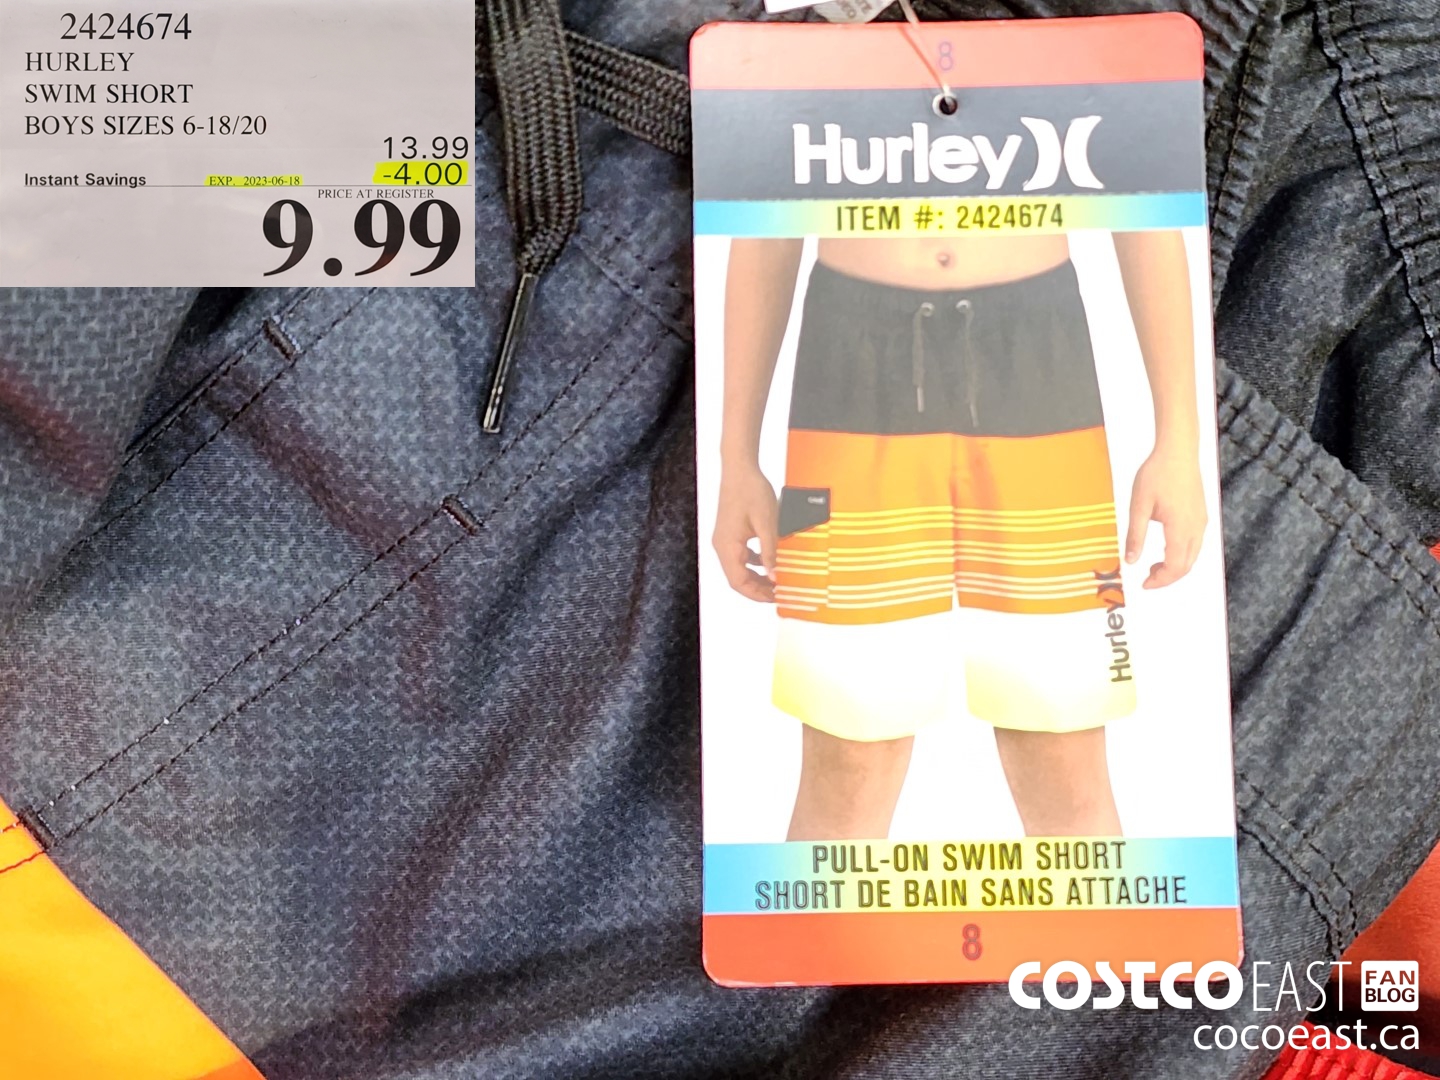 2424674
HURLEY
SWIM SHORT
BOYS SIZES 6-18/20
13.99
Instant Savings EXP. 2023-06-18 -4.00
PRICE AT REGISTER
9.99
8
Hurley
ITEM #: 2424674
Hurley
PULL-ON SWIM SHORT
SHORT DE BAIN SANS ATTACHE
8
COSTCO EAST FAN BLOG
cocoeast.ca